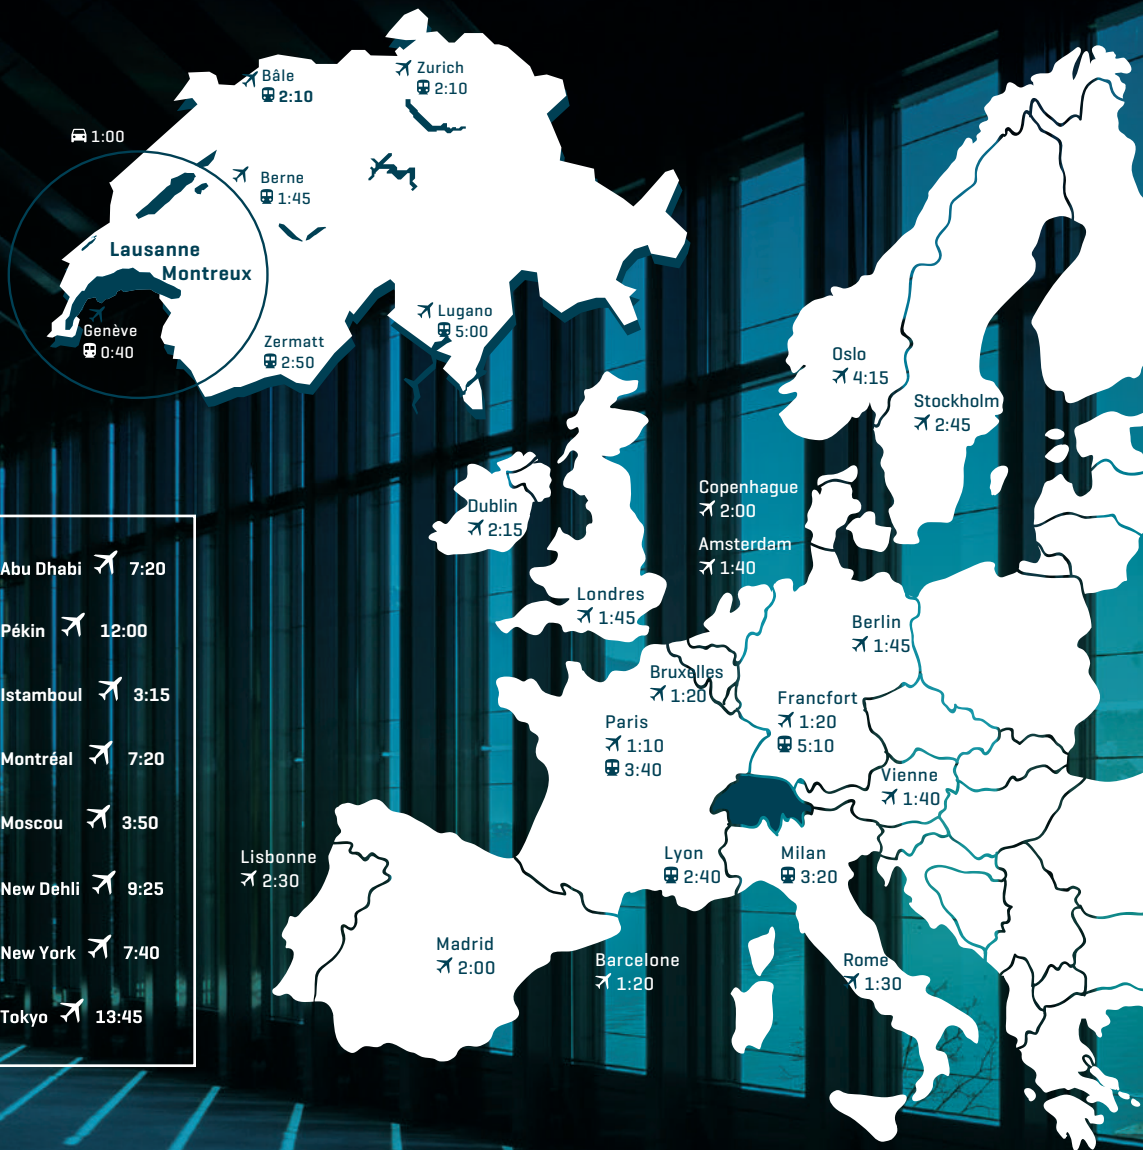 Bâle
2:10
Zurich
2:10
1:00
Berne
1:45
Lausanne
Montreux
Genève
0:40
Zermatt
2:50
Lugano
5:00
Oslo
4:15
Stockholm
2:45
Copenhague
2:00
Amsterdam
1:40
Dublin
2:15
Londres
1:45
Berlin
1:45
Bruxelles
1:20
Francfort
1:20
5:10
Paris
1:10
3:40
Vienne
1:40
Lyon
2:40
Milan
3:20
Lisbonne
2:30
Madrid
2:00
Barcelone
1:20
Rome
1:30
Abu Dhabi 7:20
Pékin 12:00
Istamboul 3:15
Montréal 7:20
Moscou 3:50
New Dehli 9:25
New York 7:40
Tokyo 13:45